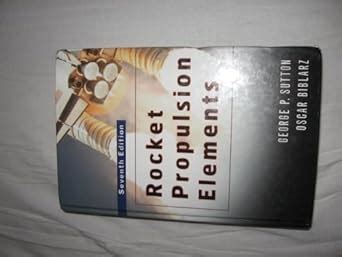 Seventh Edition
Rocket
Propulsion
Elements
GEORGE P. SUTTON
OSCAR BIBLARZ